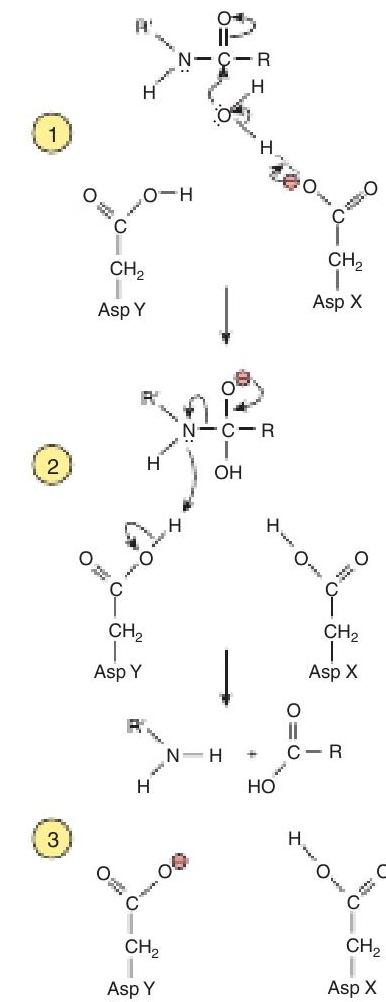 O
R'
N — C — R
H
H
O
1
H
⊖ O
O
O
O — H
C
C
CH2
CH2
Asp Y
Asp X
O ⊖
R'
N — C — R
H
2
OH
H
H
O
O
O
O
C
C
CH2
CH2
Asp Y
Asp X
O
R'
N — H + C — R
H
HO
3
H
O
O ⊖
O
O
C
C
CH2
CH2
Asp Y
Asp X